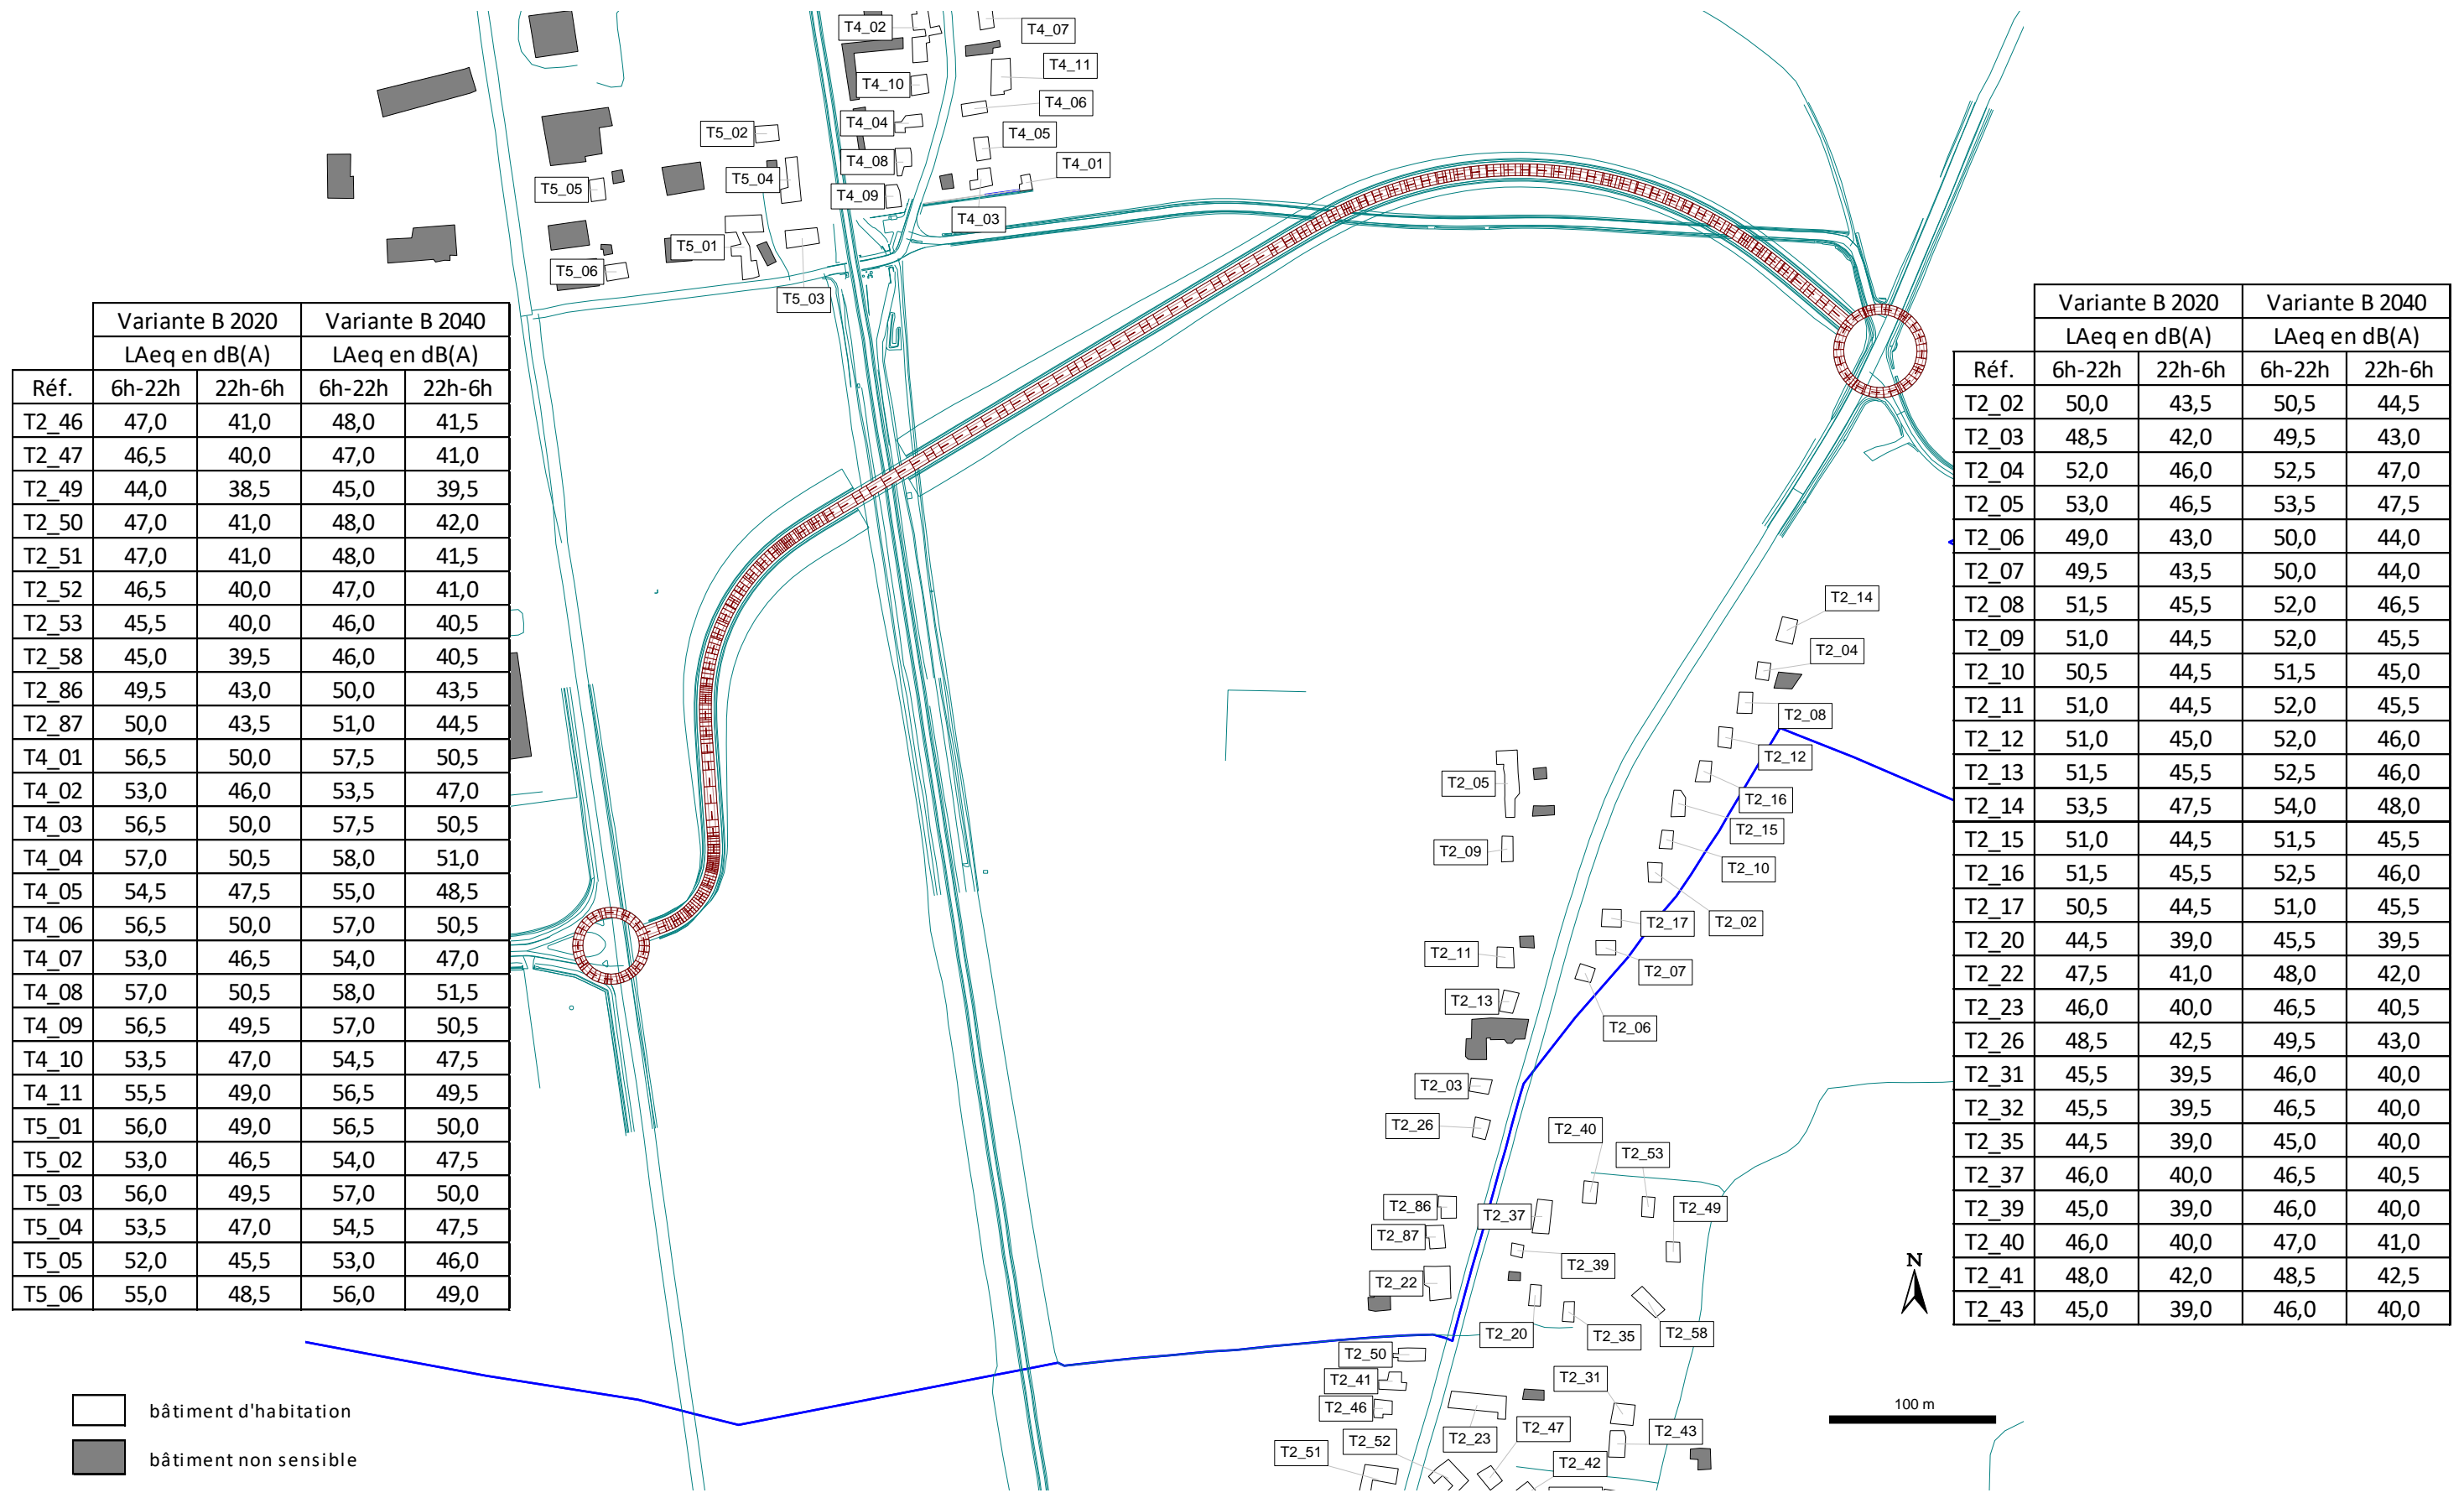 T4_02
T4_07
T4_11
T4_10
T4_06
T4_04
T5_02
T4_05
T4_08
T4_01
T5_04
T5_05
T4_09
T4_03
T5_01
T5_06
T5_03
Variante B 2020 Variante B 2040
LAeq en dB(A) LAeq en dB(A)
Réf. 6h-22h 22h-6h 6h-22h 22h-6h
T2_46 47,0 41,0 48,0 41,5
T2_47 46,5 40,0 47,0 41,0
T2_49 44,0 38,5 45,0 39,5
T2_50 47,0 41,0 48,0 42,0
T2_51 47,0 41,0 48,0 41,5
T2_52 46,5 40,0 47,0 41,0
T2_53 45,5 40,0 46,0 40,5
T2_58 45,0 39,5 46,0 40,5
T2_86 49,5 43,0 50,0 43,5
T2_87 50,0 43,5 51,0 44,5
T4_01 56,5 50,0 57,5 50,5
T4_02 53,0 46,0 53,5 47,0
T4_03 56,5 50,0 57,5 50,5
T4_04 57,0 50,5 58,0 51,0
T4_05 54,5 47,5 55,0 48,5
T4_06 56,5 50,0 57,0 50,5
T4_07 53,0 46,5 54,0 47,0
T4_08 57,0 50,5 58,0 51,5
T4_09 56,5 49,5 57,0 50,5
T4_10 53,5 47,0 54,5 47,5
T4_11 55,5 49,0 56,5 49,5
T5_01 56,0 49,0 56,5 50,0
T5_02 53,0 46,5 54,0 47,5
T5_03 56,0 49,5 57,0 50,0
T5_04 53,5 47,0 54,5 47,5
T5_05 52,0 45,5 53,0 46,0
T5_06 55,0 48,5 56,0 49,0
Variante B 2020 Variante B 2040
LAeq en dB(A) LAeq en dB(A)
Réf. 6h-22h 22h-6h 6h-22h 22h-6h
T2_02 50,0 43,5 50,5 44,5
T2_03 48,5 42,0 49,5 43,0
T2_04 52,0 46,0 52,5 47,0
T2_05 53,0 46,5 53,5 47,5
T2_06 49,0 43,0 50,0 44,0
T2_07 49,5 43,5 50,0 44,0
T2_08 51,5 45,5 52,0 46,5
T2_09 51,0 44,5 52,0 45,5
T2_10 50,5 44,5 51,5 45,0
T2_11 51,0 44,5 52,0 45,5
T2_12 51,0 45,0 52,0 46,0
T2_13 51,5 45,5 52,5 46,0
T2_14 53,5 47,5 54,0 48,0
T2_15 51,0 44,5 51,5 45,5
T2_16 51,5 45,5 52,5 46,0
T2_17 50,5 44,5 51,0 45,5
T2_20 44,5 39,0 45,5 39,5
T2_22 47,5 41,0 48,0 42,0
T2_23 46,0 40,0 46,5 40,5
T2_26 48,5 42,5 49,5 43,0
T2_31 45,5 39,5 46,0 40,0
T2_32 45,5 39,5 46,5 40,0
T2_35 44,5 39,0 45,0 40,0
T2_37 46,0 40,0 46,5 40,5
T2_39 45,0 39,0 46,0 40,0
T2_40 46,0 40,0 47,0 41,0
T2_41 48,0 42,0 48,5 42,5
T2_43 45,0 39,0 46,0 40,0
T2_14
T2_04
T2_08
T2_12
T2_05
T2_16
T2_15
T2_09
T2_10
T2_17
T2_02
T2_11
T2_07
T2_13
T2_06
T2_03
T2_26
T2_40
T2_53
T2_86
T2_37
T2_49
T2_87
T2_39
T2_22
T2_20
T2_35
T2_58
T2_50
T2_41
T2_31
T2_46
T2_47
T2_43
T2_52
T2_23
T2_51
T2_42
N
100 m
bâtiment d'habitation
bâtiment non sensible